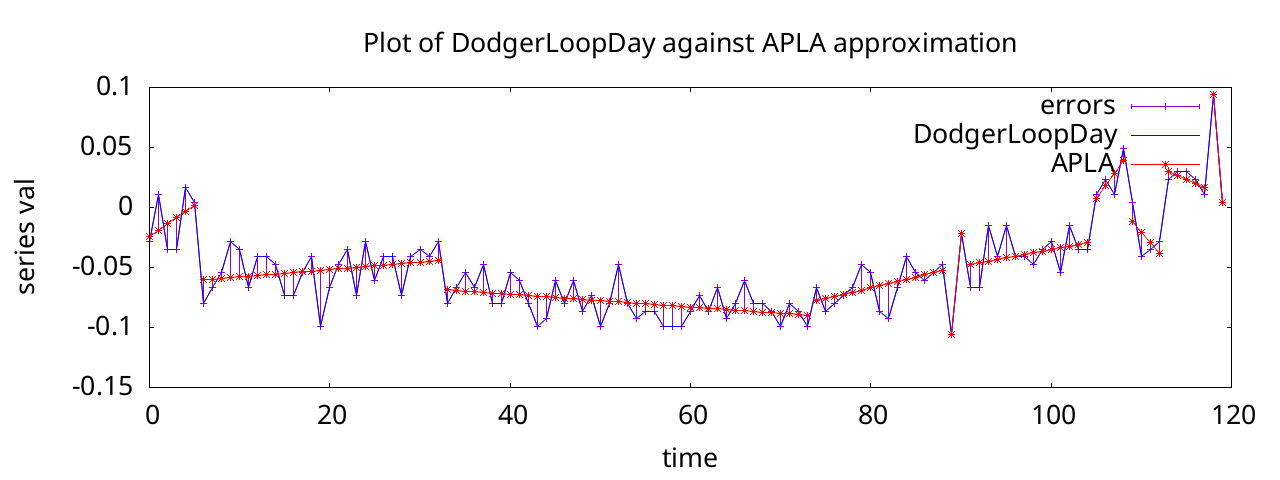 Plot of DodgerLoopDay against APLA approximation
0.1
0.05
0
-0.05
-0.1
-0.15
series val
errors
DodgerLoopDay
APLA
0 20 40 60 80 100 120
time